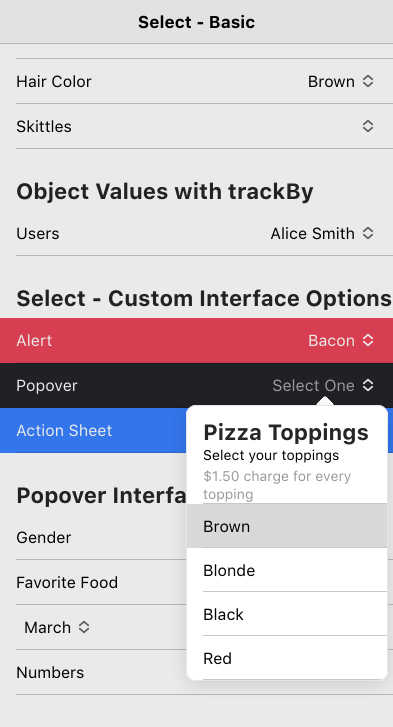 Select - Basic
Hair Color Brown
Skittles
Object Values with trackBy
Users Alice Smith
Select - Custom Interface Options
Alert Bacon
Popover Select One
Action Sheet
Pizza Toppings
Select your toppings
$1.50 charge for every
topping
Brown
Blonde
Black
Red
Popover Interfa
Gender
Favorite Food
March
Numbers